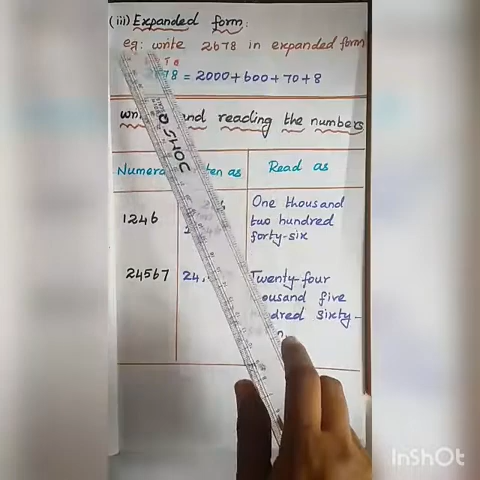 (iii) Expanded form:
eg: write 2678 in expanded form
T O
78 = 2000+600+70+8
and reading the numbers
Numera ten as Read as
1246
One thousand
two hundred
forty-six
24567 24,
Twenty-four
ousand five
dred sixty-
InShOt